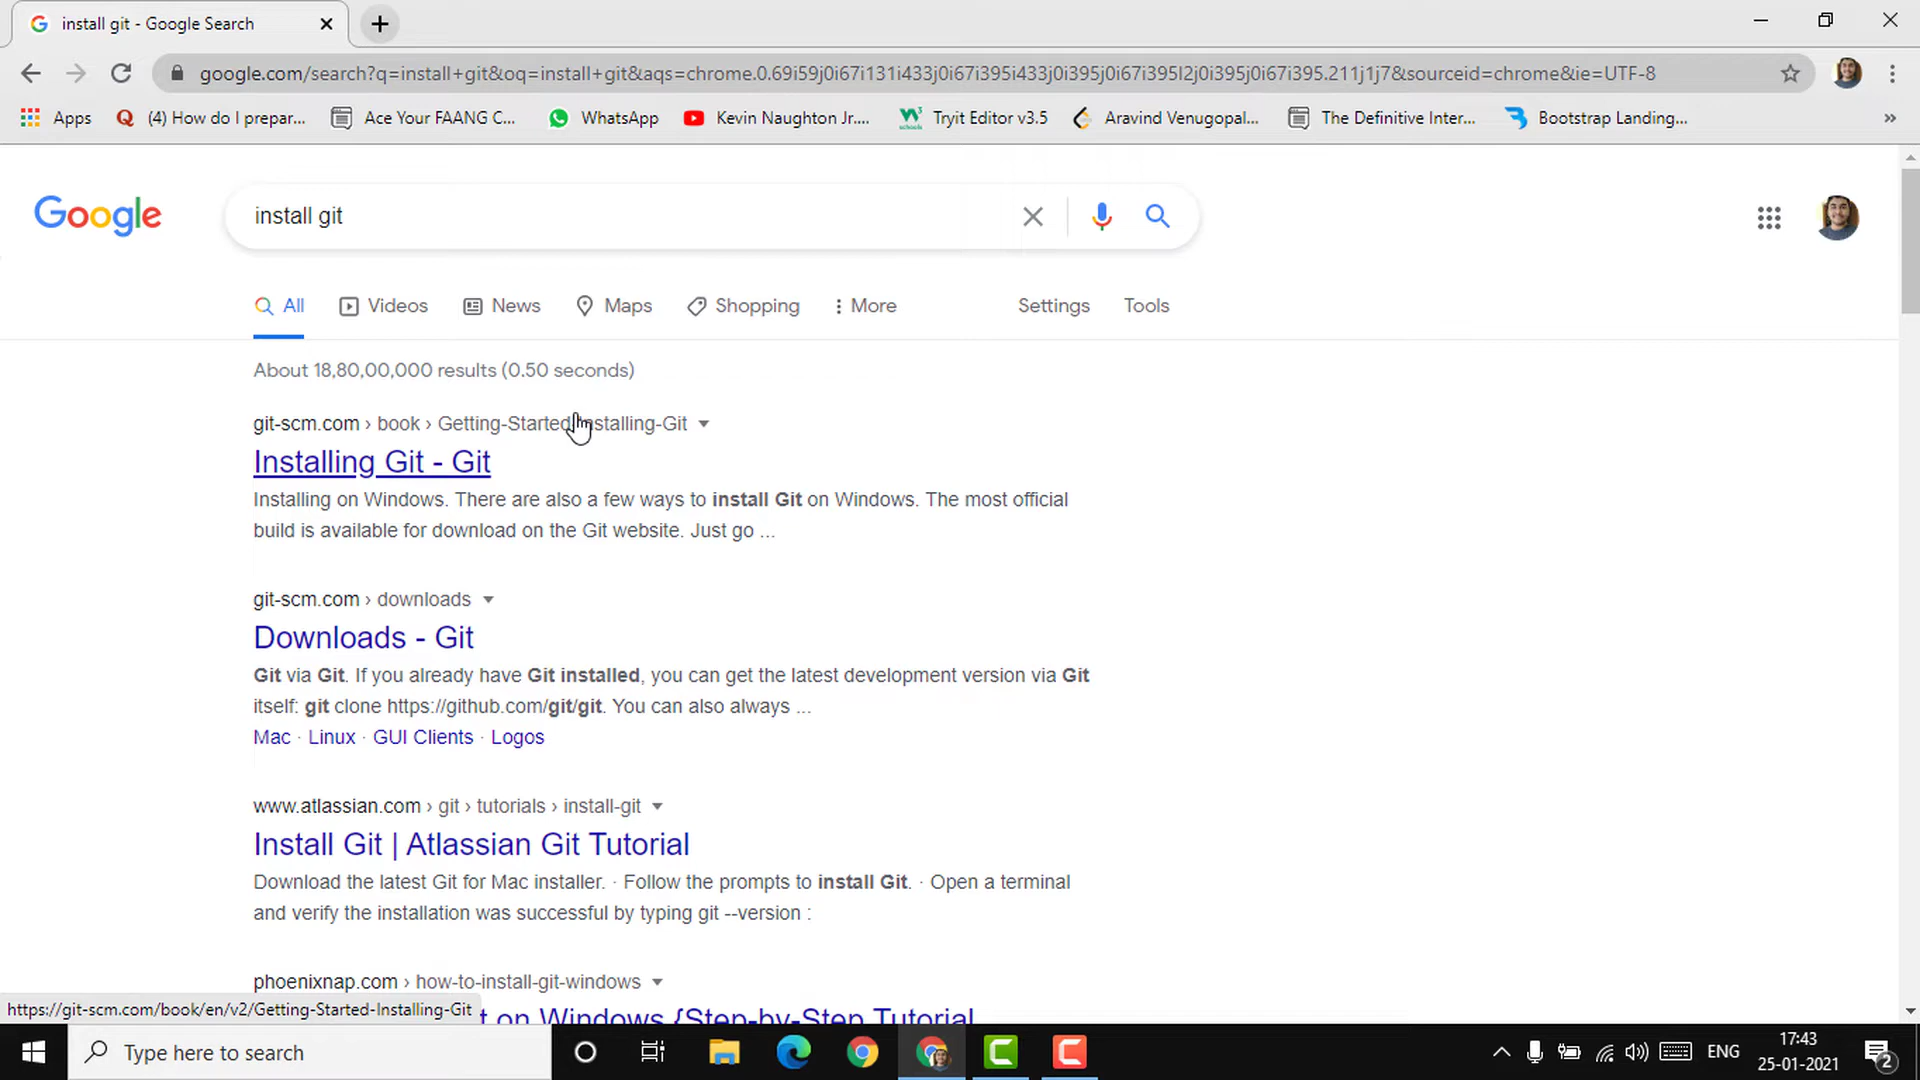 install git - Google Search
google.com/search?q=install+git&oq=install+git&aqs=chrome.0.69i59j0i67i131i433j0i67i395i433j0i395j0i67i395l2j0i395j0i67i395.211j1j7&sourceid=chrome&ie=UTF-8
Apps (4) How do I prepar... Ace Your FAANG C... WhatsApp Kevin Naughton Jr.... Tryit Editor v3.5 Aravind Venugopal... The Definitive Inter... Bootstrap Landing... »
Google install git
All Videos News Maps Shopping More Settings Tools
About 18,80,00,000 results (0.50 seconds)
git-scm.com › book › Getting-Started-Installing-Git
Installing Git - Git
Installing on Windows. There are also a few ways to install Git on Windows. The most official
build is available for download on the Git website. Just go ...
git-scm.com › downloads
Downloads - Git
Git via Git. If you already have Git installed, you can get the latest development version via Git
itself: git clone https://github.com/git/git. You can also always ...
Mac · Linux · GUI Clients · Logos
www.atlassian.com › git › tutorials › install-git
Install Git | Atlassian Git Tutorial
Download the latest Git for Mac installer. · Follow the prompts to install Git. · Open a terminal
and verify the installation was successful by typing git --version :
phoenixnap.com › how-to-install-git-windows
https://git-scm.com/book/en/v2/Getting-Started-Installing-Git
t on Windows {Step-by-Step Tutorial
Type here to search
ENG
17:43
25-01-2021
2